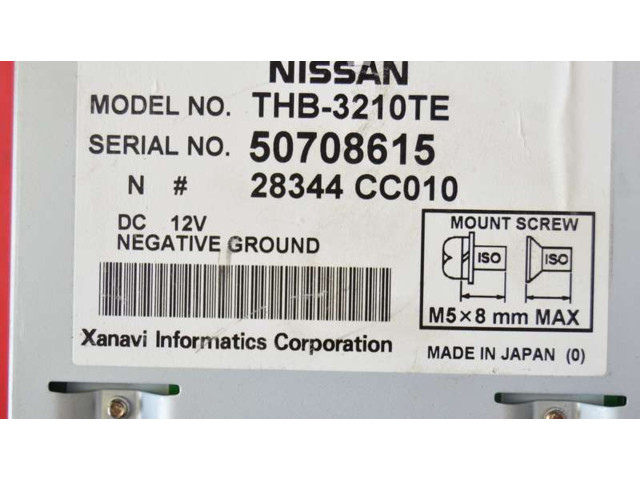 NISSAN
MODEL NO. THB-3210TE
SERIAL NO. 50708615
N # 28344 CC010
DC 12V
NEGATIVE GROUND
MOUNT SCREW
ISO ISO
M5×8 mm MAX
Xanavi Informatics Corporation
MADE IN JAPAN (0)